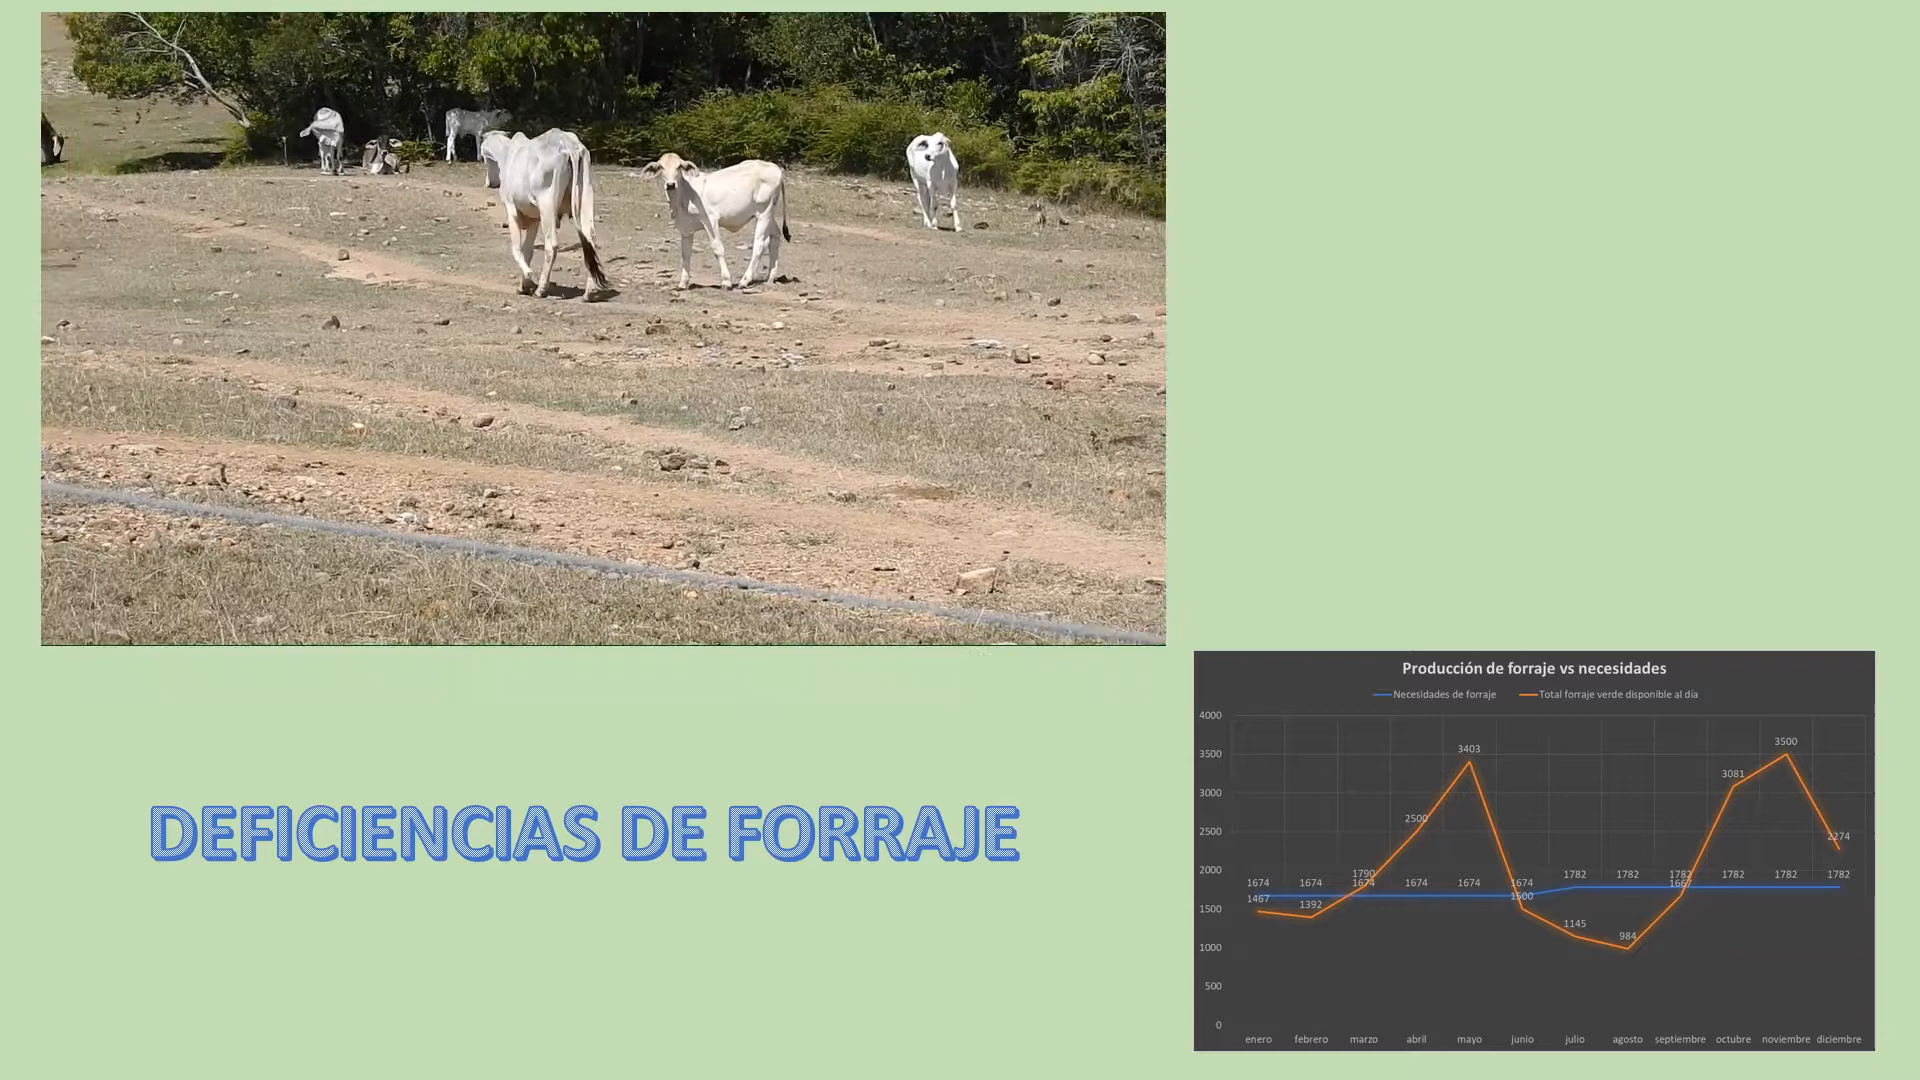 DEFICIENCIAS DE FORRAJE
Producción de forraje vs necesidades
Necesidades de forraje Total forraje verde disponible al día
4000
3500
3000
2500
2000
1500
1000
500
0
1674 1674 1674 1674 1674 1674 1782 1782 1782 1782 1782 1782
1467 1392 1790 2500 3403 1500 1145 984 1667 3081 3500 2274
enero febrero marzo abril mayo junio julio agosto septiembre octubre noviembre diciembre